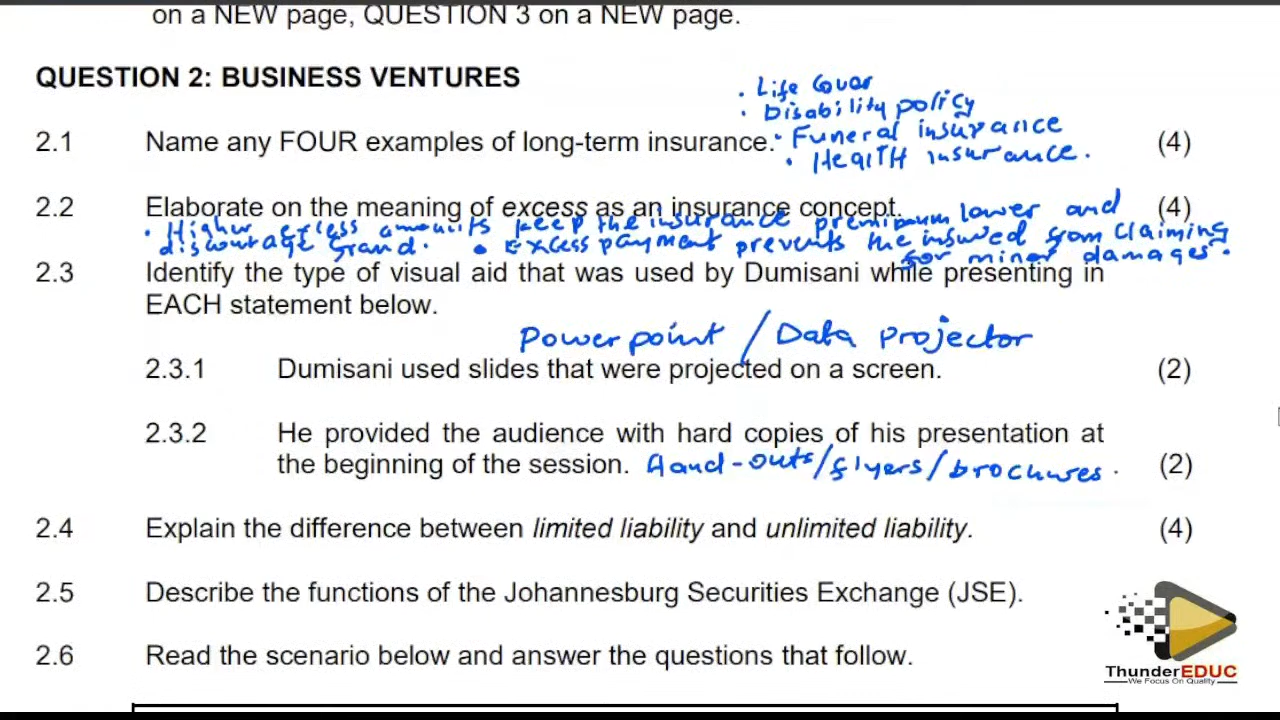 on a NEW page, QUESTION 3 on a NEW page.
QUESTION 2: BUSINESS VENTURES
• Life Cover
• Disability policy
2.1 Name any FOUR examples of long-term insurance. • Funeral insurance (4)
• Health insurance.
2.2 Elaborate on the meaning of excess as an insurance concept. (4)
• Higher excess amounts keep the insurance premium lower and
discourage fraud. • Excess payment prevents the insured from claiming
for minor damages.
2.3 Identify the type of visual aid that was used by Dumisani while presenting in
EACH statement below.
Powerpoint / Data projector
2.3.1 Dumisani used slides that were projected on a screen. (2)
2.3.2 He provided the audience with hard copies of his presentation at
the beginning of the session. Hand-outs/flyers/brochures. (2)
2.4 Explain the difference between limited liability and unlimited liability. (4)
2.5 Describe the functions of the Johannesburg Securities Exchange (JSE).
2.6 Read the scenario below and answer the questions that follow.
ThunderEDUC
We Focus On Quality